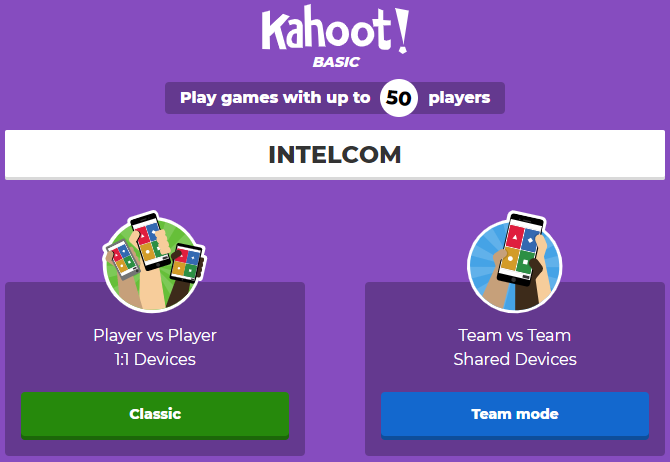 Kahoot!
BASIC
Play games with up to 50 players
INTELCOM
Player vs Player
1:1 Devices
Classic
Team vs Team
Shared Devices
Team mode